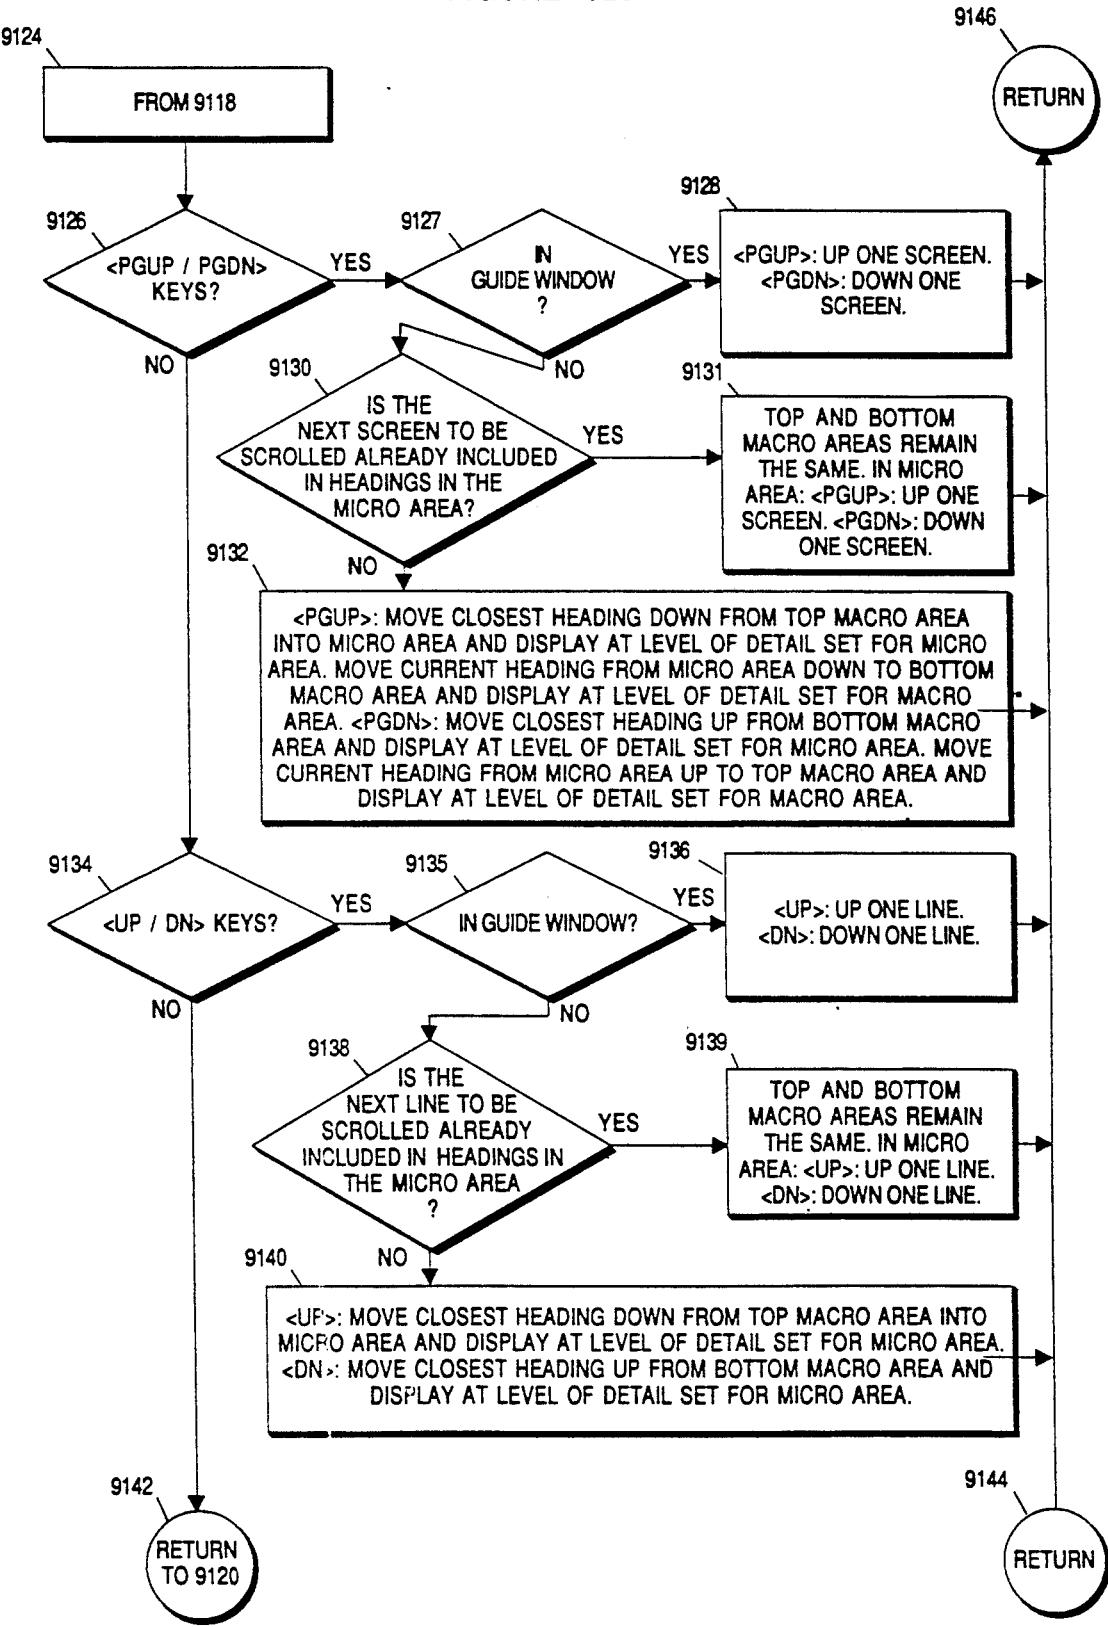 9124
FROM 9118
9146
RETURN
9126
<PGUP / PGDN>
KEYS?
YES
NO
9127
IN
GUIDE WINDOW
?
YES
NO
9128
<PGUP>: UP ONE SCREEN.
<PGDN>: DOWN ONE
SCREEN.
9130
IS THE
NEXT SCREEN TO BE
SCROLLED ALREADY INCLUDED
IN HEADINGS IN THE
MICRO AREA?
YES
NO
9131
TOP AND BOTTOM
MACRO AREAS REMAIN
THE SAME. IN MICRO
AREA: <PGUP>: UP ONE
SCREEN. <PGDN>: DOWN
ONE SCREEN.
9132
<PGUP>: MOVE CLOSEST HEADING DOWN FROM TOP MACRO AREA
INTO MICRO AREA AND DISPLAY AT LEVEL OF DETAIL SET FOR MICRO
AREA. MOVE CURRENT HEADING FROM MICRO AREA DOWN TO BOTTOM
MACRO AREA AND DISPLAY AT LEVEL OF DETAIL SET FOR MACRO
AREA. <PGDN>: MOVE CLOSEST HEADING UP FROM BOTTOM MACRO
AREA AND DISPLAY AT LEVEL OF DETAIL SET FOR MICRO AREA. MOVE
CURRENT HEADING FROM MICRO AREA UP TO TOP MACRO AREA AND
DISPLAY AT LEVEL OF DETAIL SET FOR MACRO AREA.
9134
<UP / DN> KEYS?
YES
NO
9135
IN GUIDE WINDOW?
YES
NO
9136
<UP>: UP ONE LINE.
<DN>: DOWN ONE LINE.
9138
IS THE
NEXT LINE TO BE
SCROLLED ALREADY
INCLUDED IN HEADINGS IN
THE MICRO AREA
?
YES
NO
9139
TOP AND BOTTOM
MACRO AREAS REMAIN
THE SAME. IN MICRO
AREA: <UP>: UP ONE LINE.
<DN>: DOWN ONE LINE.
9140
<UP>: MOVE CLOSEST HEADING DOWN FROM TOP MACRO AREA INTO
MICRO AREA AND DISPLAY AT LEVEL OF DETAIL SET FOR MICRO AREA.
<DN>: MOVE CLOSEST HEADING UP FROM BOTTOM MACRO AREA AND
DISPLAY AT LEVEL OF DETAIL SET FOR MICRO AREA.
9142
RETURN
TO 9120
9144
RETURN